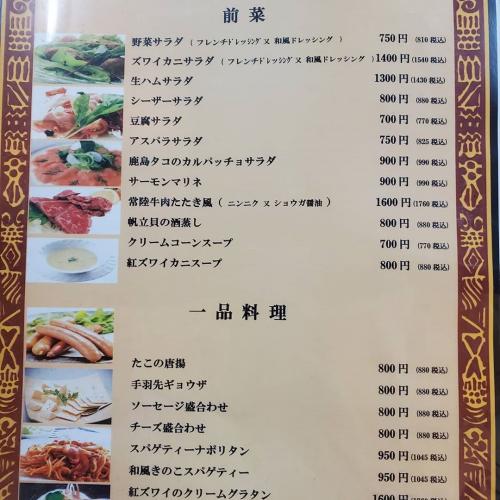 前菜
野菜サラダ ( フレンチドレッシング 又 和風ドレッシング ) 750円 (810税込)
ズワイカニサラダ ( フレンチドレッシング 又 和風ドレッシング ) 1400円 (1540税込)
生ハムサラダ 1300円 (1430税込)
シーザーサラダ 800円 (880税込)
豆腐サラダ 700円 (770税込)
アスパラサラダ 750円 (825税込)
鹿島タコのカルパッチョサラダ 900円 (990税込)
サーモンマリネ 900円 (990税込)
常陸牛肉たたき風 ( ニンニク 又 ショウガ醤油 ) 1600円 (1760税込)
帆立貝の酒蒸し 800円 (880税込)
クリームコーンスープ 700円 (770税込)
紅ズワイカニスープ 800円 (880税込)
一品料理
たこの唐揚 800円 (880税込)
手羽先ギョウザ 800円 (880税込)
ソーセージ盛合わせ 800円 (880税込)
チーズ盛合わせ 800円 (880税込)
スパゲティーナポリタン 950円 (1045税込)
和風きのこスパゲティー 950円 (1045税込)
紅ズワイのクリームグラタン 1600円